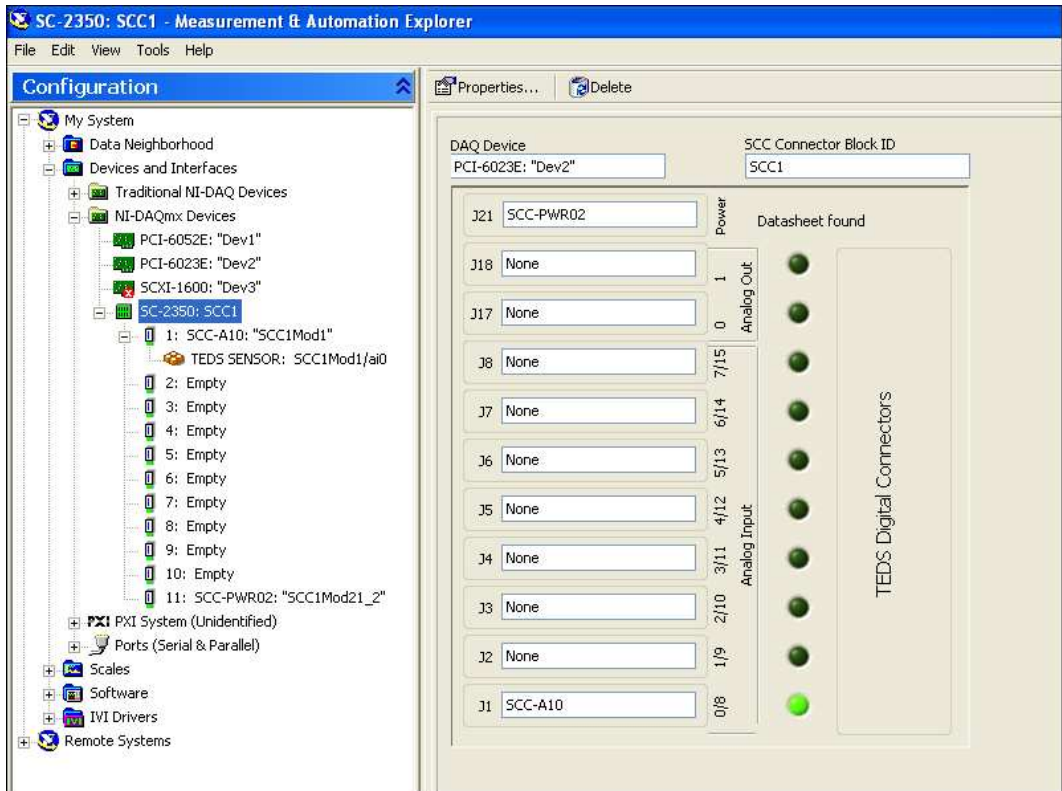 SC-2350: SCC1 - Measurement & Automation Explorer
File Edit View Tools Help
Configuration
My System
Data Neighborhood
Devices and Interfaces
Traditional NI-DAQ Devices
NI-DAQmx Devices
PCI-6052E: "Dev1"
PCI-6023E: "Dev2"
SCXI-1600: "Dev3"
SC-2350: SCC1
1: SCC-A10: "SCC1Mod1"
TEDS SENSOR: SCC1Mod1/ai0
2: Empty
3: Empty
4: Empty
5: Empty
6: Empty
7: Empty
8: Empty
9: Empty
10: Empty
11: SCC-PWR02: "SCC1Mod21_2"
PXI PXI System (Unidentified)
Ports (Serial & Parallel)
Scales
Software
IVI IVI Drivers
Remote Systems
Properties... Delete
DAQ Device SCC Connector Block ID
PCI-6023E: "Dev2" SCC1
J21 SCC-PWR02 Power Datasheet found
J18 None 1
J17 None 0
Analog Out
J8 None 7/15
J7 None 6/14
J6 None 5/13
J5 None 4/12
J4 None 3/11
J3 None 2/10
J2 None 1/9
J1 SCC-A10 0/8
Analog Input
TEDS Digital Connectors